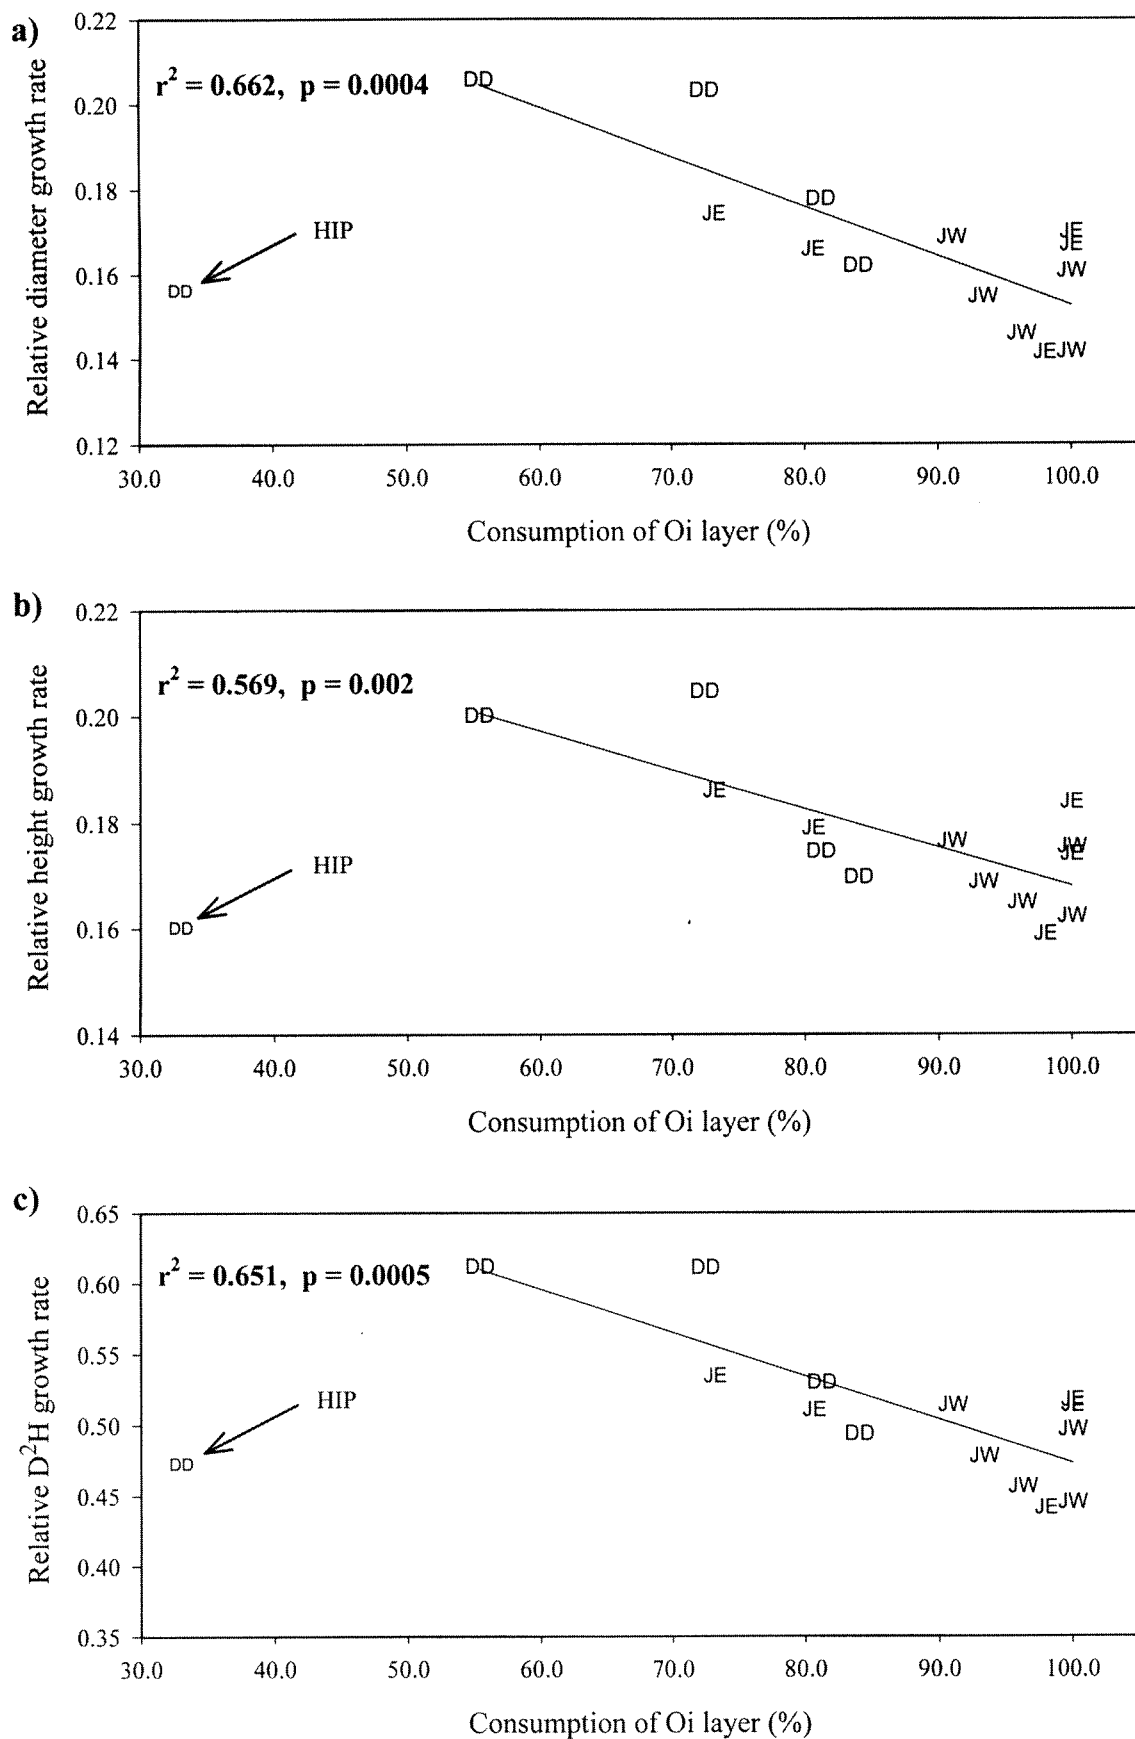 a)
Relative diameter growth rate
0.22
0.20
0.18
0.16
0.14
0.12
r² = 0.662, p = 0.0004
HIP
DD
DD
DD
DD
DD
JE
JE
JW
JW
JW
JE
JE
JE
JW
JW
30.0 40.0 50.0 60.0 70.0 80.0 90.0 100.0
Consumption of Oi layer (%)
b)
Relative height growth rate
0.22
0.20
0.18
0.16
0.14
r² = 0.569, p = 0.002
HIP
DD
DD
DD
JE
JE
DD
DD
JW
JW
JW
JE
JE
JW
JE
JW
30.0 40.0 50.0 60.0 70.0 80.0 90.0 100.0
Consumption of Oi layer (%)
c)
Relative D²H growth rate
0.65
0.60
0.55
0.50
0.45
0.40
0.35
r² = 0.651, p = 0.0005
HIP
DD
DD
DD
JE
JE
DD
DD
JW
JW
JW
JE
JE
JE
JW
JW
30.0 40.0 50.0 60.0 70.0 80.0 90.0 100.0
Consumption of Oi layer (%)